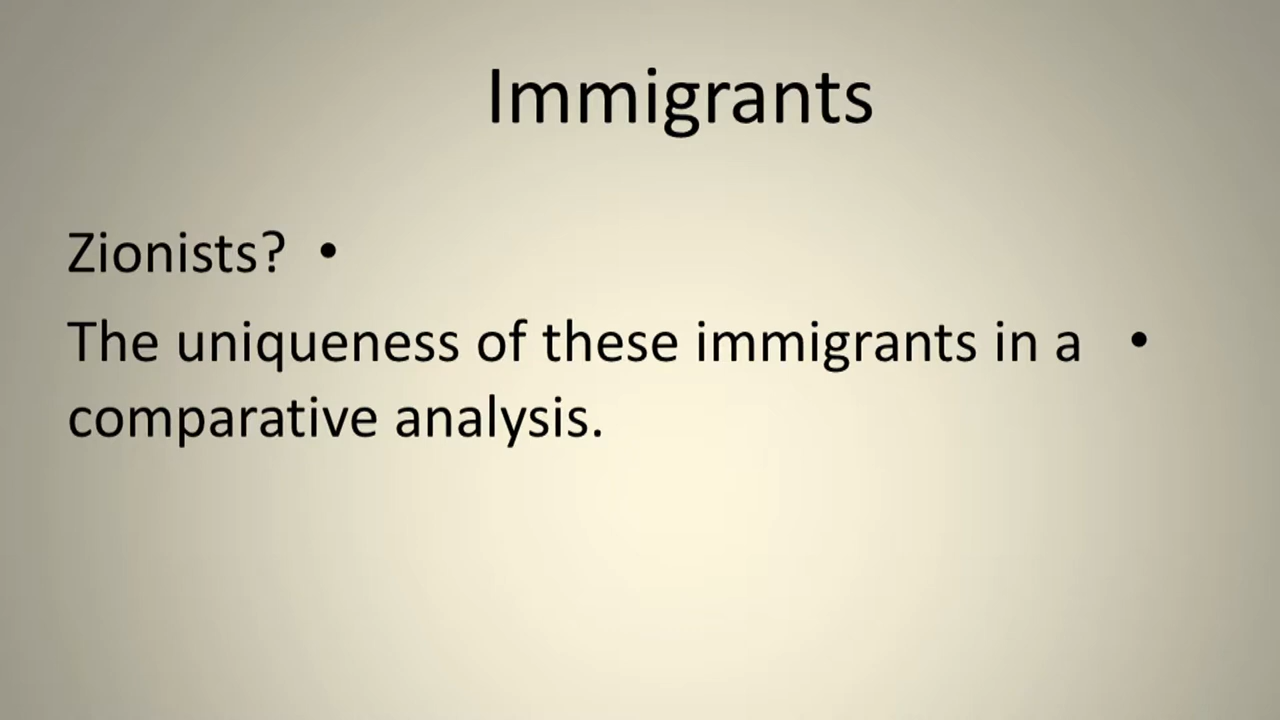 Immigrants
Zionists? •
The uniqueness of these immigrants in a •
comparative analysis.